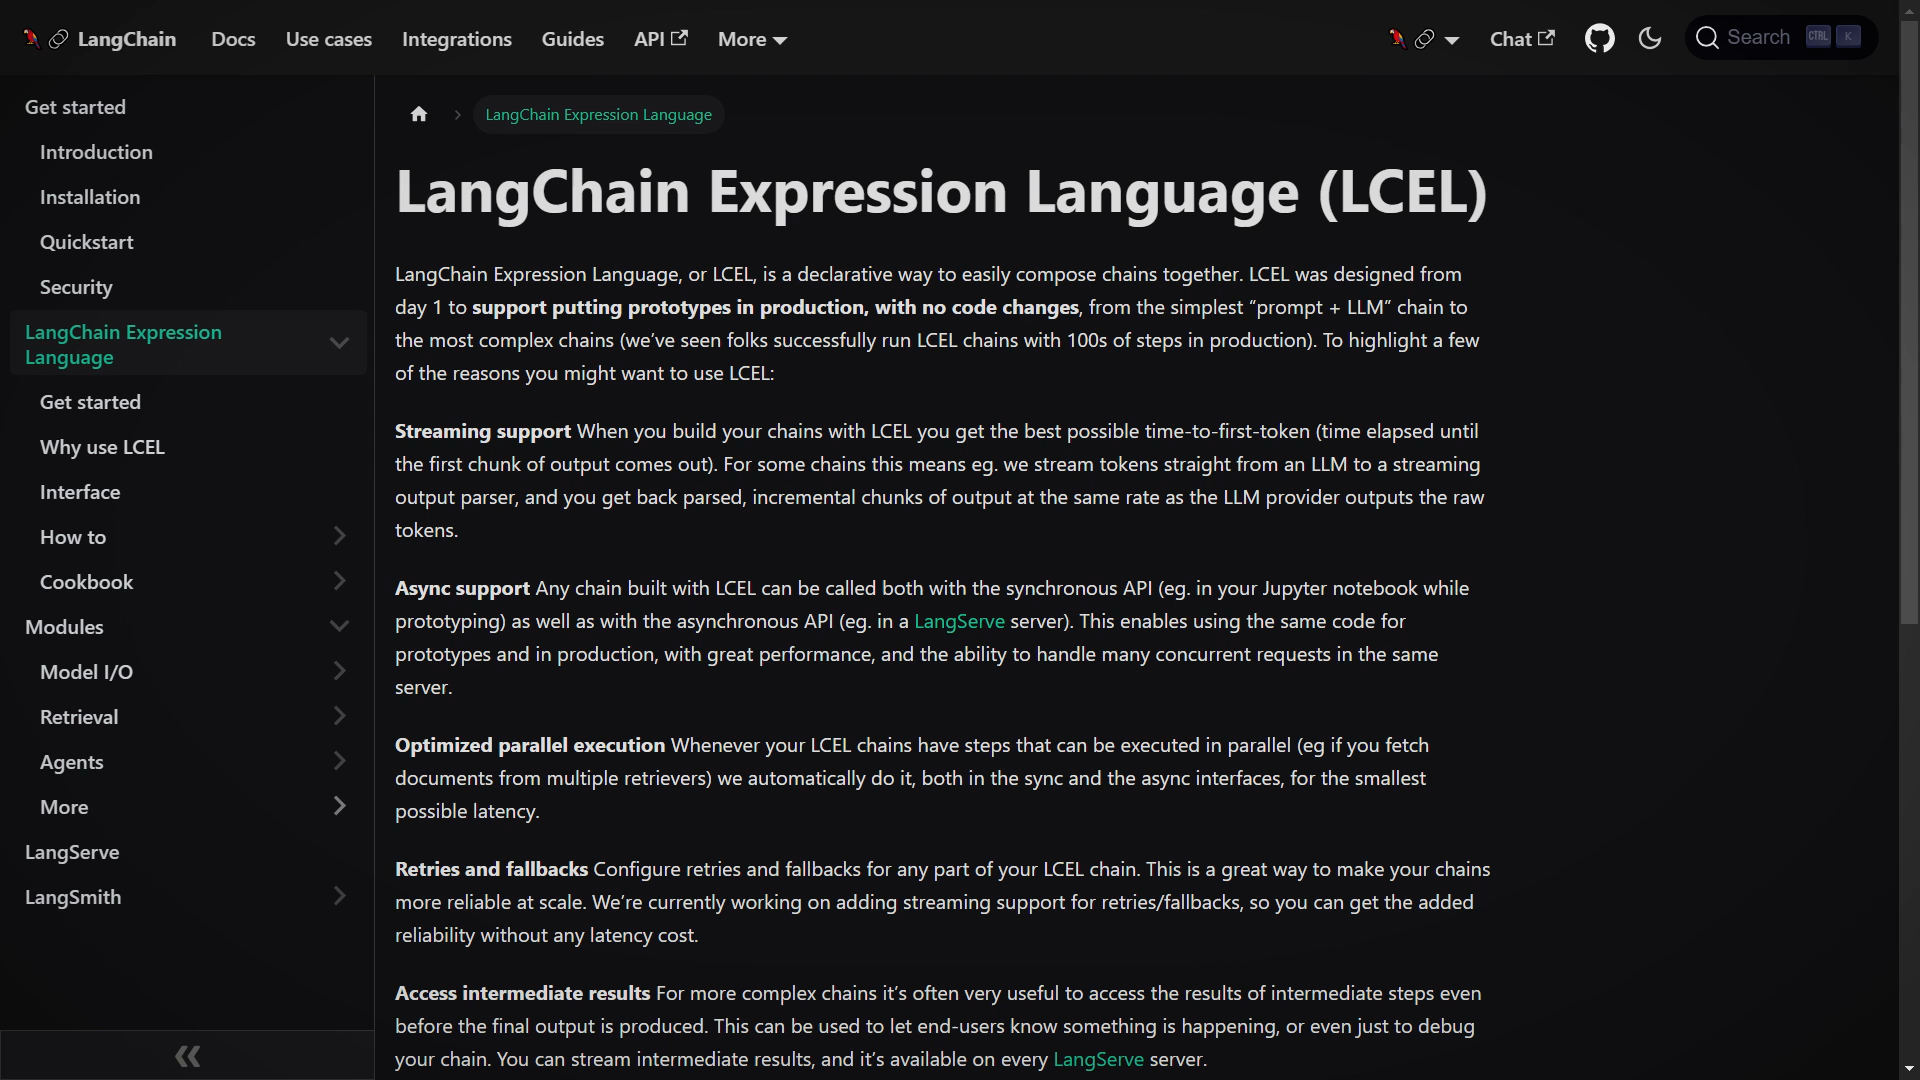 LangChain
Docs
Use cases
Integrations
Guides
API
More
Chat
Search
CTRL
K
Get started
Introduction
Installation
Quickstart
Security
LangChain Expression
Language
Get started
Why use LCEL
Interface
How to
Cookbook
Modules
Model I/O
Retrieval
Agents
More
LangServe
LangSmith
LangChain Expression Language
LangChain Expression Language (LCEL)
LangChain Expression Language, or LCEL, is a declarative way to easily compose chains together. LCEL was designed from
day 1 to support putting prototypes in production, with no code changes, from the simplest “prompt + LLM” chain to
the most complex chains (we’ve seen folks successfully run LCEL chains with 100s of steps in production). To highlight a few
of the reasons you might want to use LCEL:
Streaming support When you build your chains with LCEL you get the best possible time-to-first-token (time elapsed until
the first chunk of output comes out). For some chains this means eg. we stream tokens straight from an LLM to a streaming
output parser, and you get back parsed, incremental chunks of output at the same rate as the LLM provider outputs the raw
tokens.
Async support Any chain built with LCEL can be called both with the synchronous API (eg. in your Jupyter notebook while
prototyping) as well as with the asynchronous API (eg. in a LangServe server). This enables using the same code for
prototypes and in production, with great performance, and the ability to handle many concurrent requests in the same
server.
Optimized parallel execution Whenever your LCEL chains have steps that can be executed in parallel (eg if you fetch
documents from multiple retrievers) we automatically do it, both in the sync and the async interfaces, for the smallest
possible latency.
Retries and fallbacks Configure retries and fallbacks for any part of your LCEL chain. This is a great way to make your chains
more reliable at scale. We’re currently working on adding streaming support for retries/fallbacks, so you can get the added
reliability without any latency cost.
Access intermediate results For more complex chains it’s often very useful to access the results of intermediate steps even
before the final output is produced. This can be used to let end-users know something is happening, or even just to debug
your chain. You can stream intermediate results, and it’s available on every LangServe server.